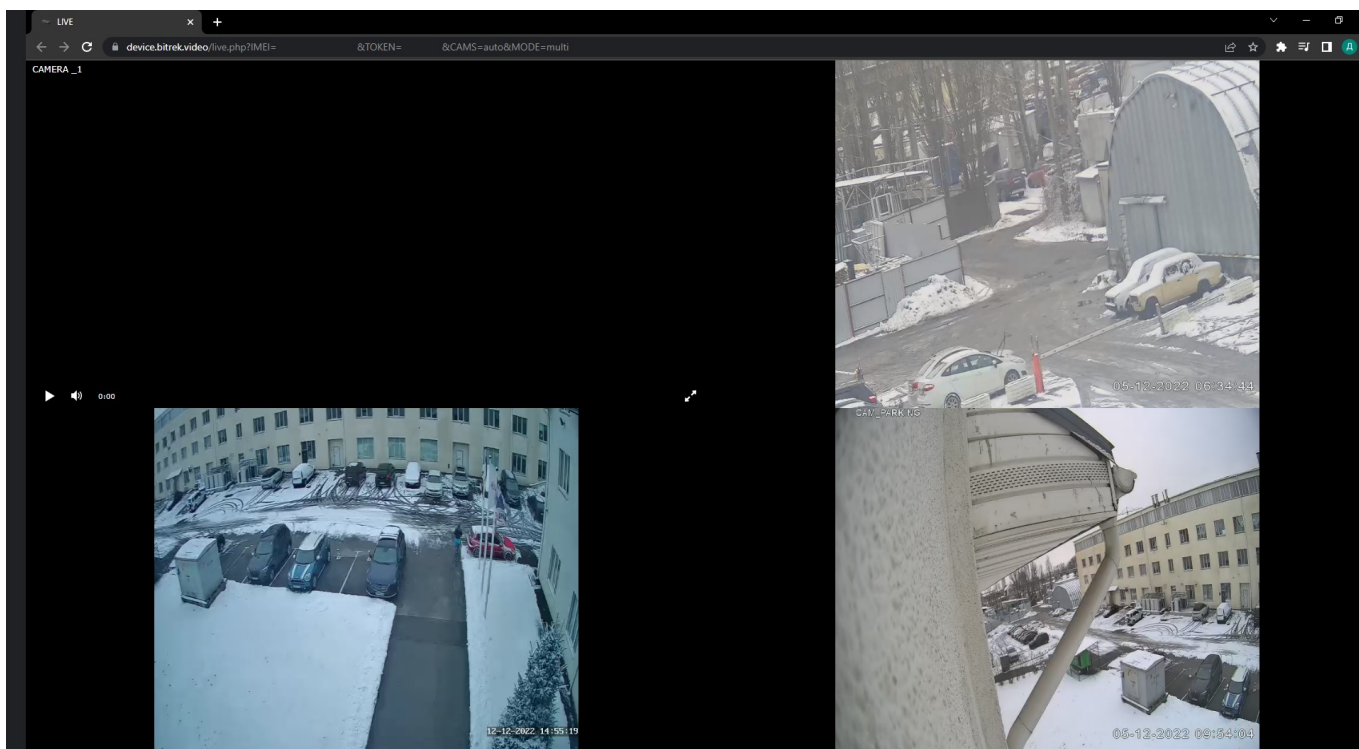 LIVE
device.bitrek.video/live.php?IMEI= &TOKEN= &CAMS=auto&MODE=multi
Д
CAMERA _1
05-12-2022 06:34:44
0:00
CAM_PARKING
12-12-2022 14:55:19
05-12-2022 09:54:04